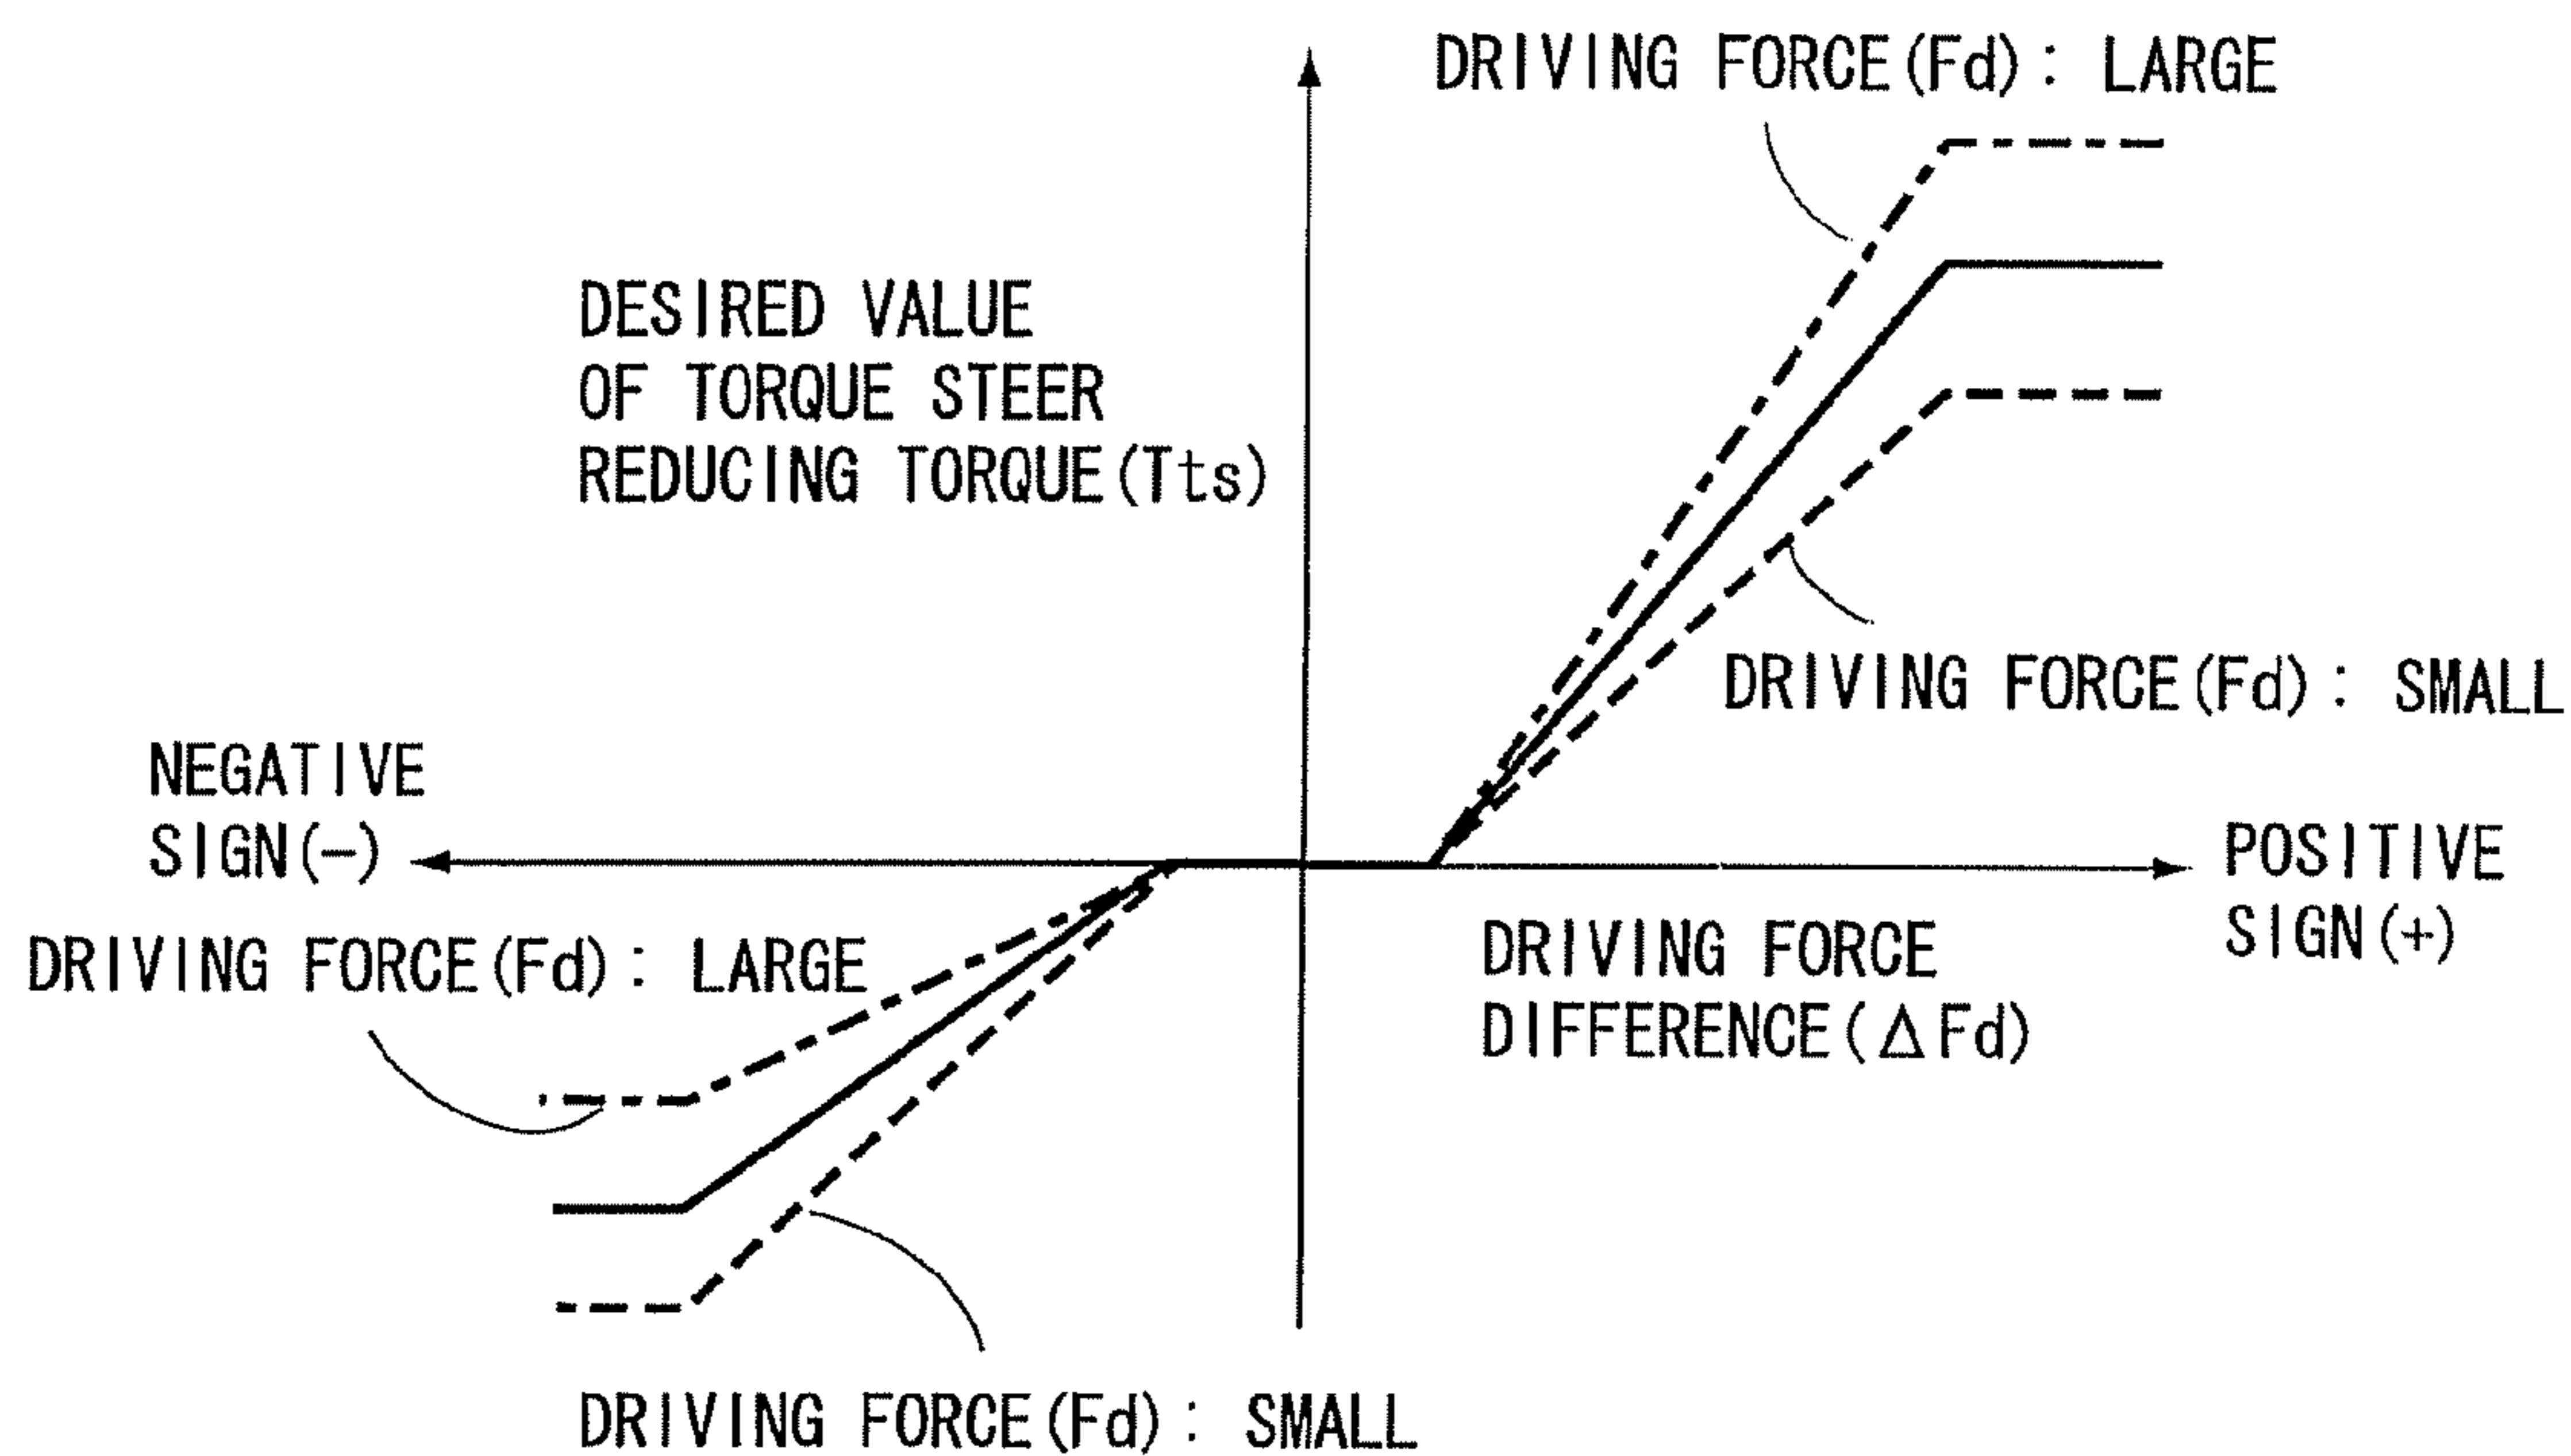 DRIVING FORCE(Fd): LARGE
DESIRED VALUE
OF TORQUE STEER
REDUCING TORQUE(Tts)
DRIVING FORCE(Fd): SMALL
NEGATIVE
SIGN(−)
POSITIVE
SIGN(+)
DRIVING FORCE(Fd): LARGE
DRIVING FORCE
DIFFERENCE(ΔFd)
DRIVING FORCE(Fd): SMALL